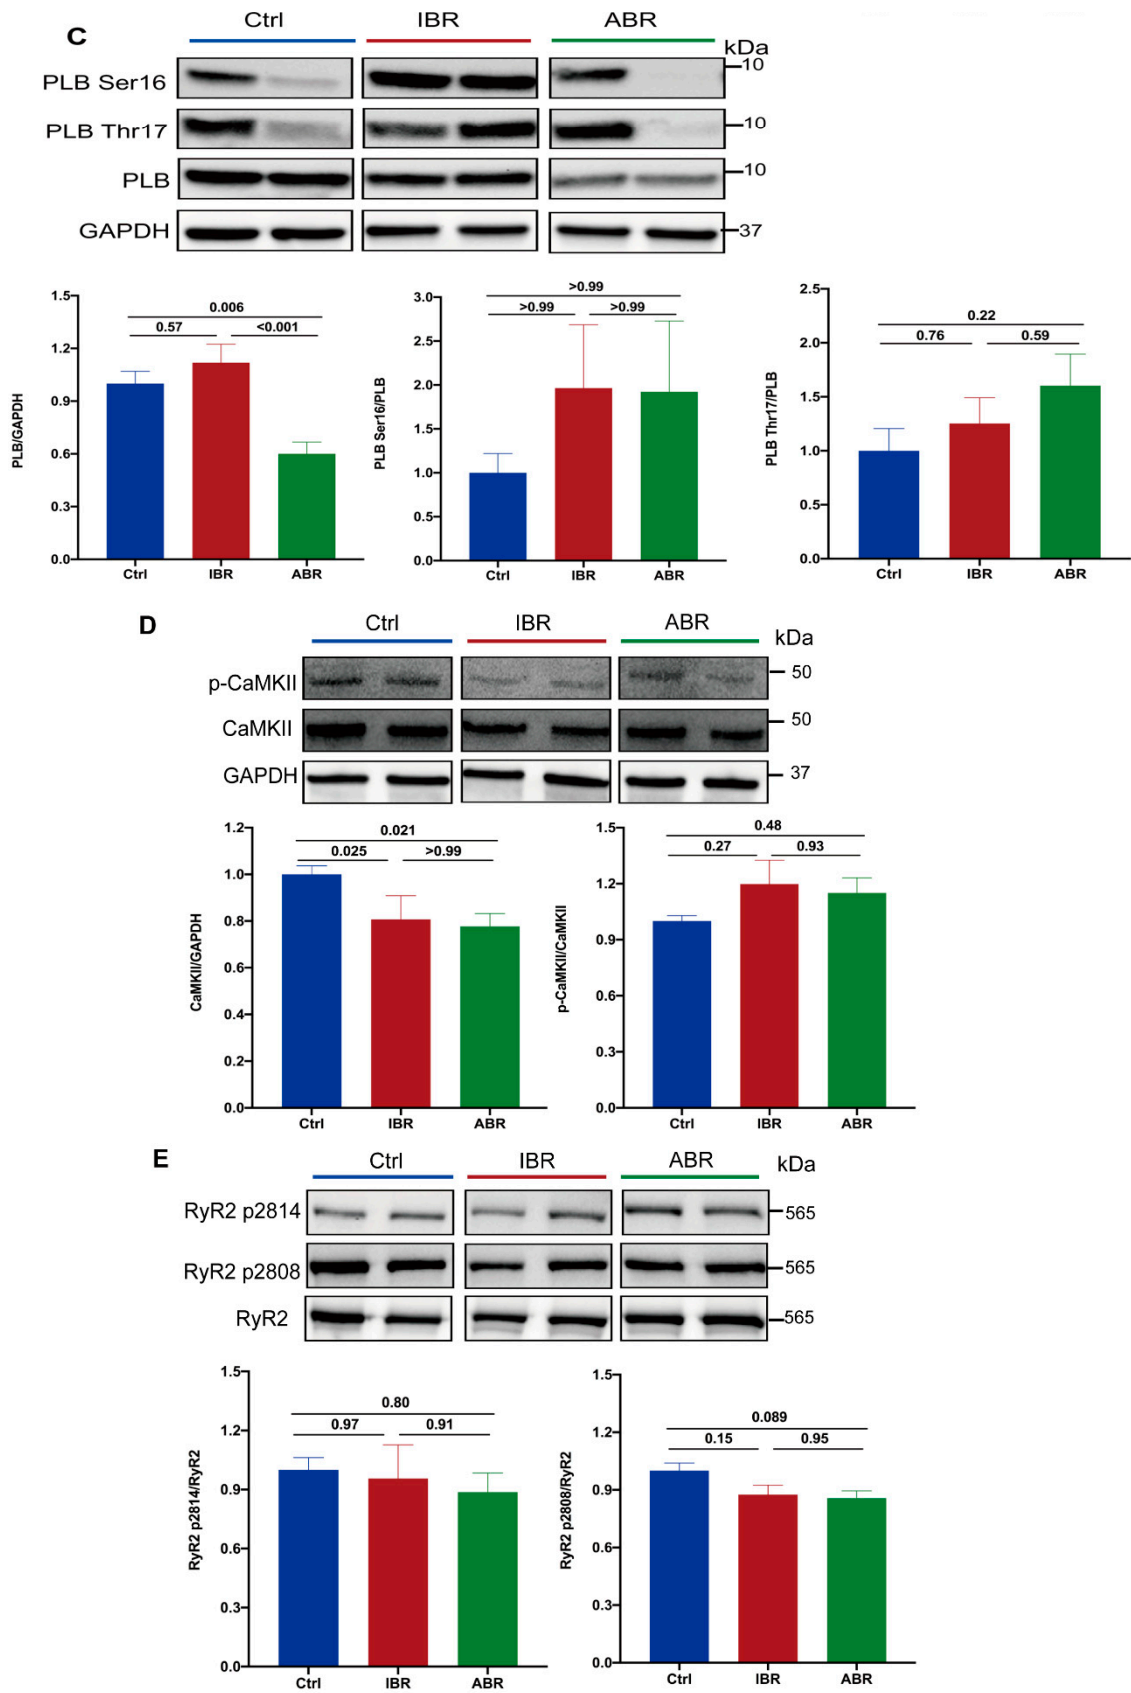 C
Ctrl IBR ABR
kDa
PLB Ser16 10
PLB Thr17 10
PLB 10
GAPDH 37
PLB/GAPDH
1.5
1.2
0.9
0.6
0.3
0.0
0.006
0.57 <0.001
Ctrl IBR ABR
PLB Ser16/PLB
3.0
2.5
2.0
1.5
1.0
0.5
0.0
>0.99
>0.99 >0.99
Ctrl IBR ABR
PLB Thr17/PLB
2.5
2.0
1.5
1.0
0.5
0.0
0.22
0.76 0.59
Ctrl IBR ABR
D
Ctrl IBR ABR
kDa
p-CaMKII 50
CaMKII 50
GAPDH 37
CaMKII/GAPDH
1.2
1.0
0.8
0.6
0.4
0.2
0.0
0.021
0.025 >0.99
Ctrl IBR ABR
p-CaMKII/CaMKII
1.5
1.2
0.9
0.6
0.3
0.0
0.48
0.27 0.93
Ctrl IBR ABR
E
Ctrl IBR ABR
kDa
RyR2 p2814 565
RyR2 p2808 565
RyR2 565
RyR2 p2814/RyR2
1.5
1.2
0.9
0.6
0.3
0.0
0.80
0.97 0.91
Ctrl IBR ABR
RyR2 p2808/RyR2
1.5
1.2
0.9
0.6
0.3
0.0
0.089
0.15 0.95
Ctrl IBR ABR